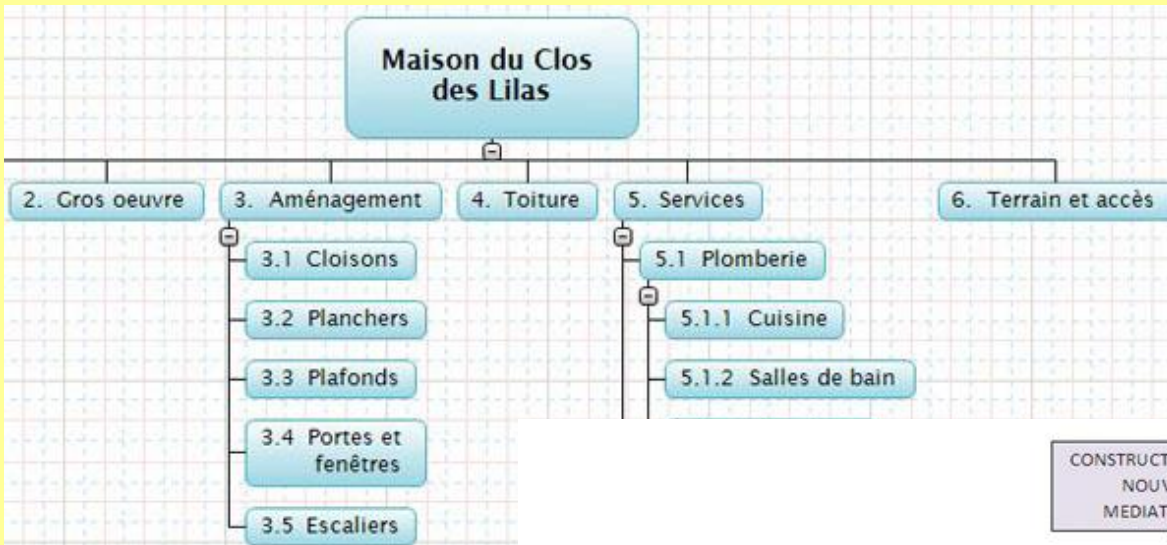 Maison du Clos
des Lilas
2. Gros oeuvre
3. Aménagement
4. Toiture
5. Services
6. Terrain et accès
3.1 Cloisons
3.2 Planchers
3.3 Plafonds
3.4 Portes et
fenêtres
3.5 Escaliers
5.1 Plomberie
5.1.1 Cuisine
5.1.2 Salles de bain